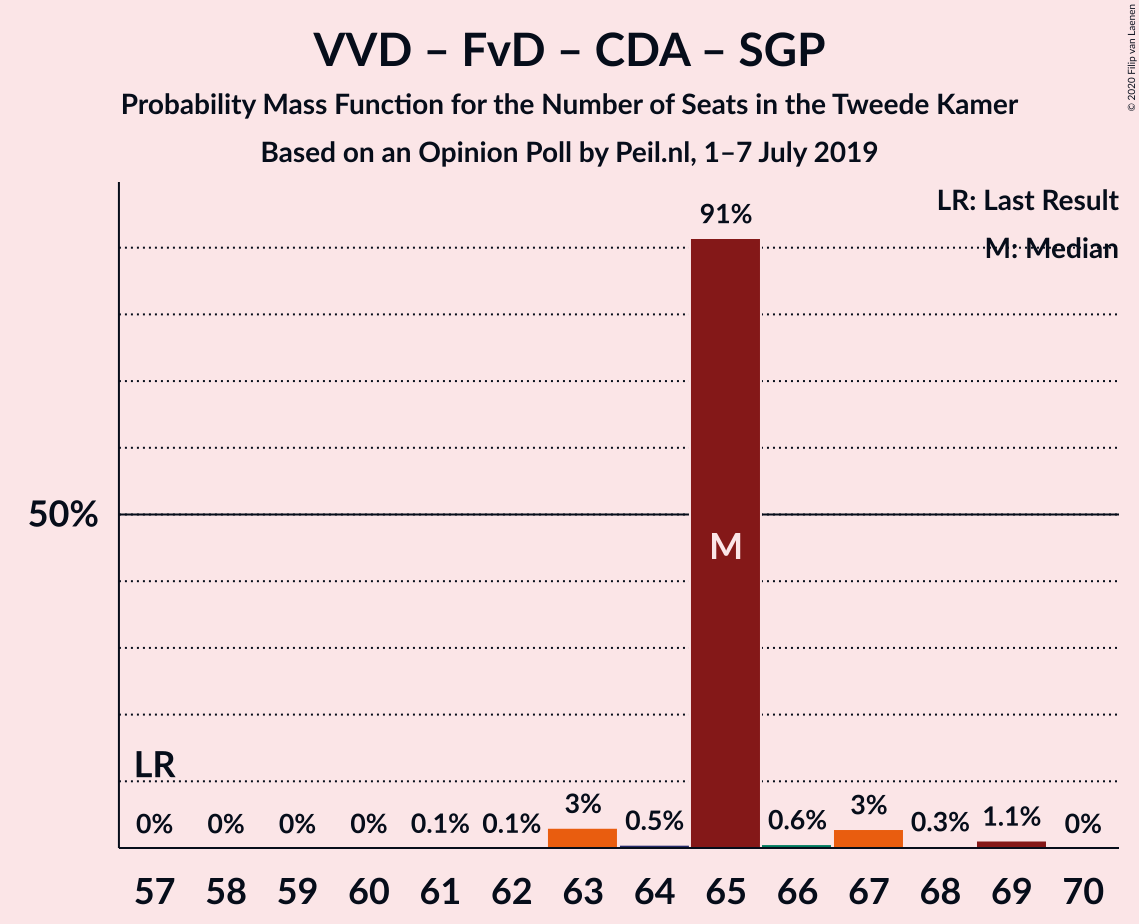 VVD – FvD – CDA – SGP
Probability Mass Function for the Number of Seats in the Tweede Kamer
Based on an Opinion Poll by Peil.nl, 1–7 July 2019
© 2020 Filip van Laenen
LR: Last Result
M: Median
91%
50%
M
LR
0% 0% 0% 0% 0.1% 0.1% 3% 0.5% 0.6% 3% 0.3% 1.1% 0%
57 58 59 60 61 62 63 64 65 66 67 68 69 70